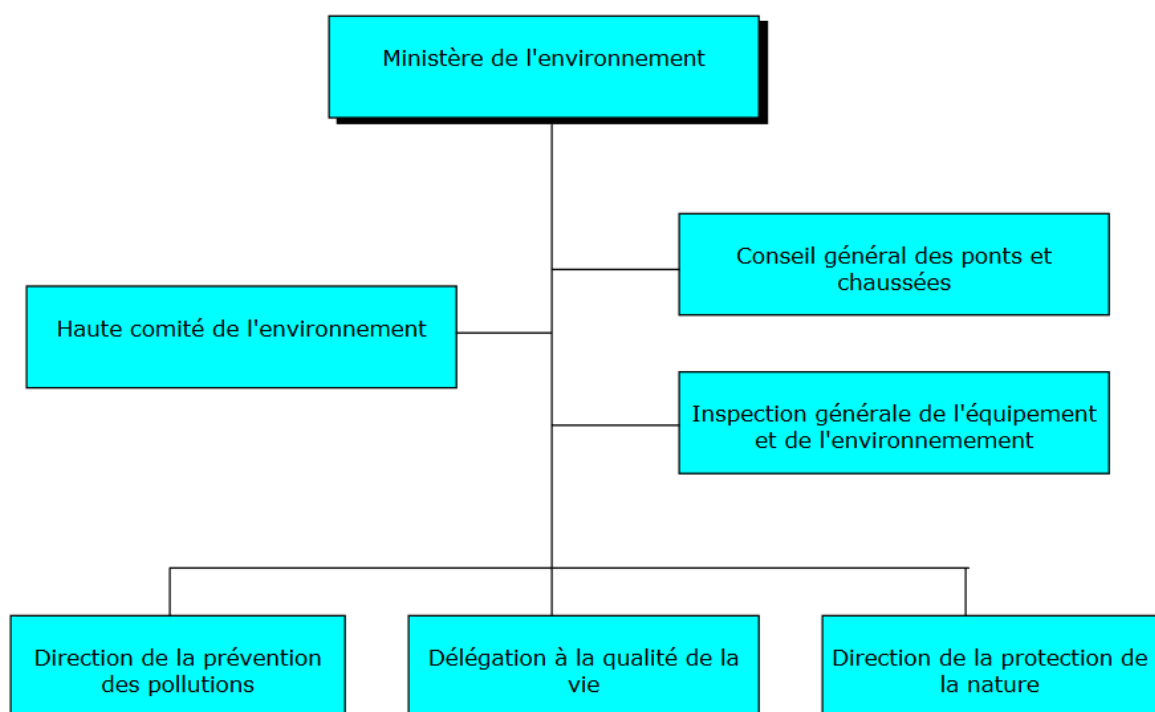 Ministère de l'environnement
Conseil général des ponts et
chaussées
Haute comité de l'environnement
Inspection générale de l'équipement
et de l'environnemement
Direction de la prévention
des pollutions
Délégation à la qualité de la
vie
Direction de la protection de
la nature